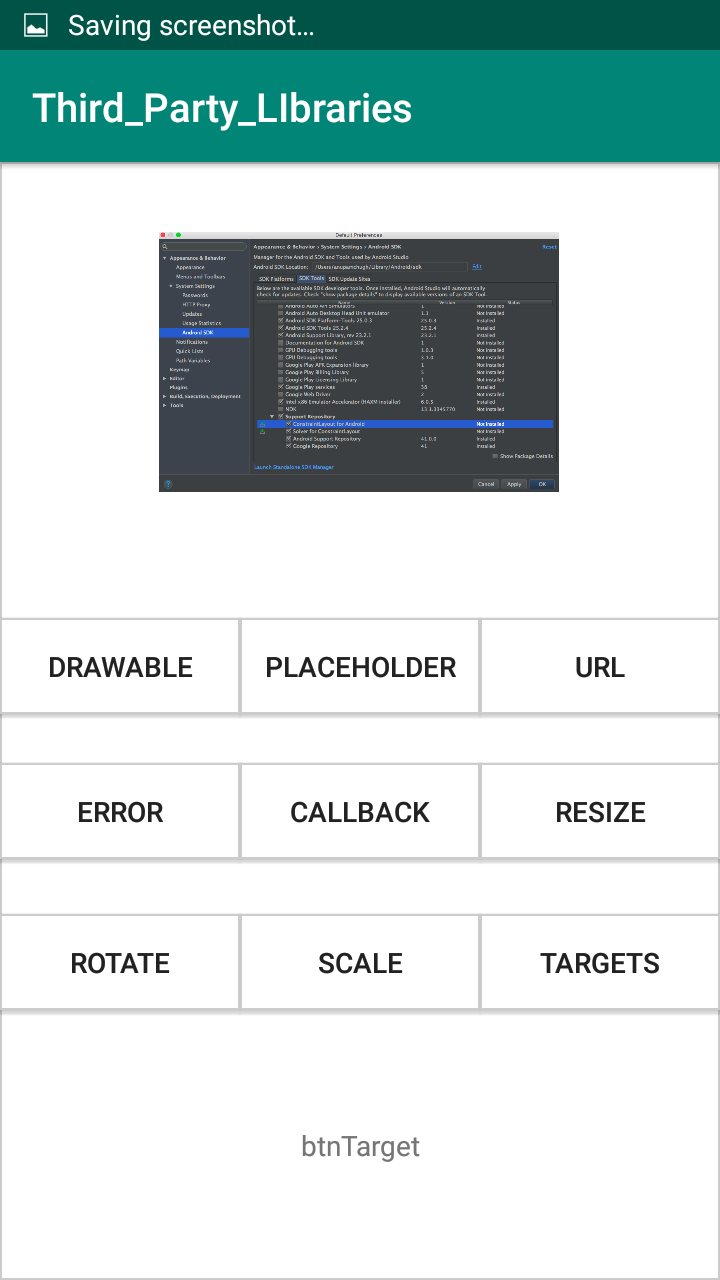 Saving screenshot...
Third_Party_LIbraries
Default Preferences
Appearance & Behavior › System Settings › Android SDK
Reset
Manager for the Android SDK and Tools used by Android Studio
Android SDK Location: /Users/anupamchugh/Library/Android/sdk Edit
SDK Platforms SDK Tools SDK Update Sites
Below are the available SDK developer tools. Once installed, Android Studio will automatically
check for updates. Check "show package details" to display available versions of an SDK Tool.
Name Version Status
Appearance & Behavior
Appearance
Menus and Toolbars
System Settings
Passwords
HTTP Proxy
Updates
Usage Statistics
Android SDK
Notifications
Quick Lists
Path Variables
Keymap
Editor
Plugins
Build, Execution, Deployment
Tools
Android Auto API Simulators 1 Not installed
Android Auto Desktop Head Unit emulator 1.1 Not installed
Android SDK Platform-Tools 25.0.3 25.0.3 Installed
Android SDK Tools 25.2.4 25.2.4 Installed
Android Support Library, rev 23.2.1 23.2.1 Installed
Documentation for Android SDK 1 Not installed
GPU Debugging tools 1.0.3 Not installed
GPU Debugging tools 3.1.0 Not installed
Google Play APK Expansion library 1 Not installed
Google Play Billing Library 5 Not installed
Google Play Licensing Library 1 Not installed
Google Play services 38 Installed
Google Web Driver 2 Not installed
Intel x86 Emulator Accelerator (HAXM installer) 6.0.5 Installed
NDK 13.1.3345770 Not installed
Support Repository
ConstraintLayout for Android Not installed
Solver for ConstraintLayout Not installed
Android Support Repository 41.0.0 Installed
Google Repository 41 Installed
Show Package Details
Launch Standalone SDK Manager
?
Cancel Apply OK
DRAWABLE PLACEHOLDER URL
ERROR CALLBACK RESIZE
ROTATE SCALE TARGETS
btnTarget